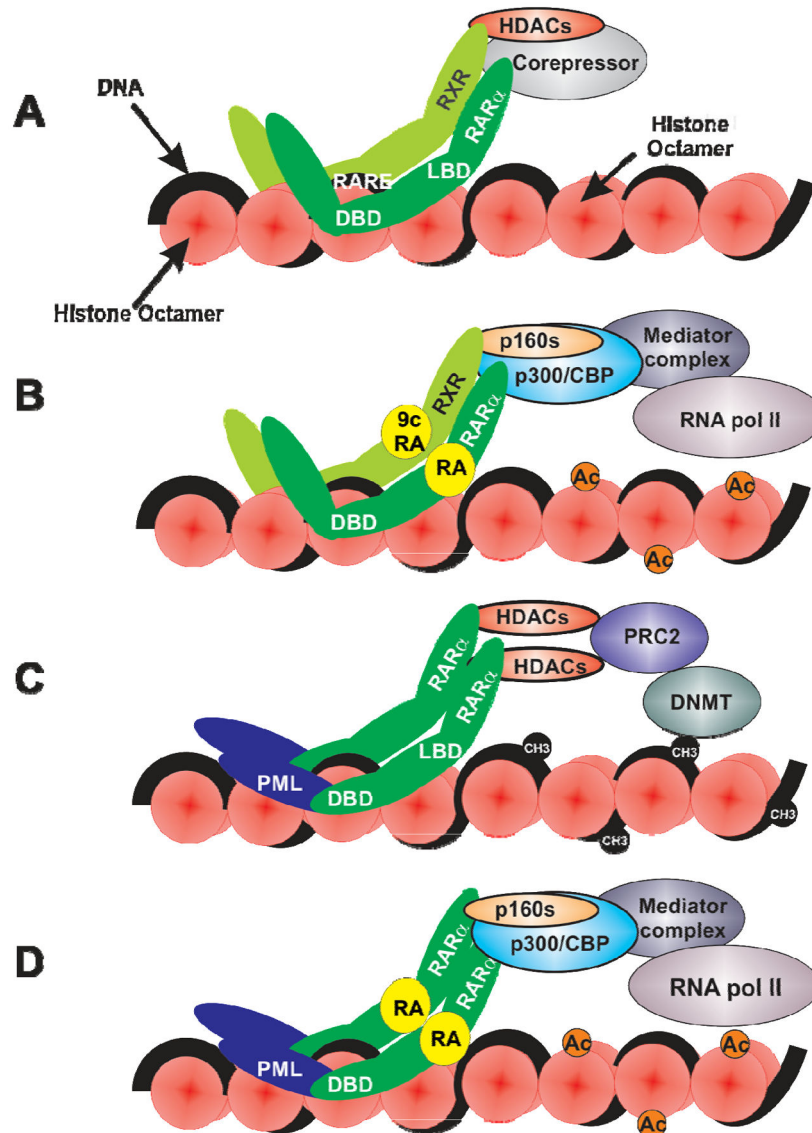 A
DNA
HDACs
Corepressor
RXR
RARα
Histone
Octamer
LBD
RARE
DBD
Histone Octamer
B
p160s
p300/CBP
Mediator
complex
RNA pol II
RXR
RARα
9c
RA
RA
DBD
Ac
Ac
Ac
C
HDACs
HDACs
PRC2
DNMT
RARα
RARα
LBD
PML
DBD
CH3
CH3
CH3
CH3
D
p160s
p300/CBP
Mediator
complex
RNA pol II
RARα
RARα
RA
RA
PML
DBD
Ac
Ac
Ac